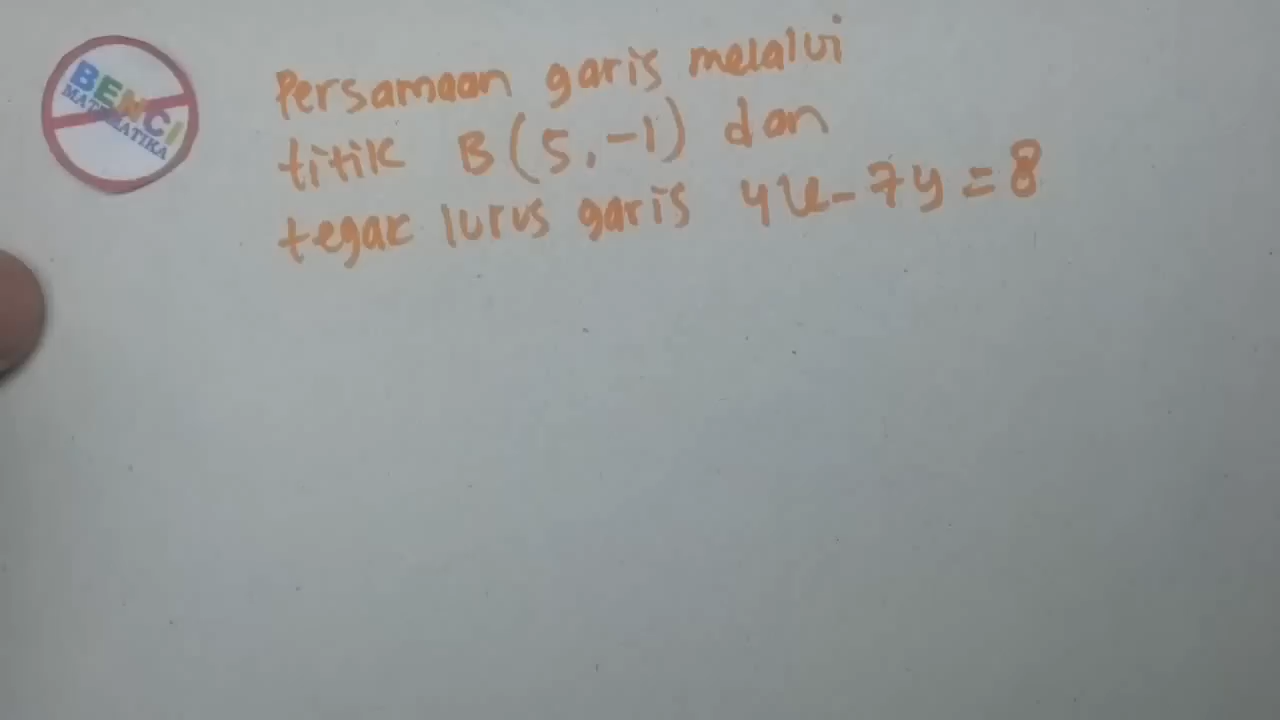 BENCI
MATEMATIKA
Persamaan garis melalui
titik B(5,-1) dan
tegak lurus garis 4x-7y=8